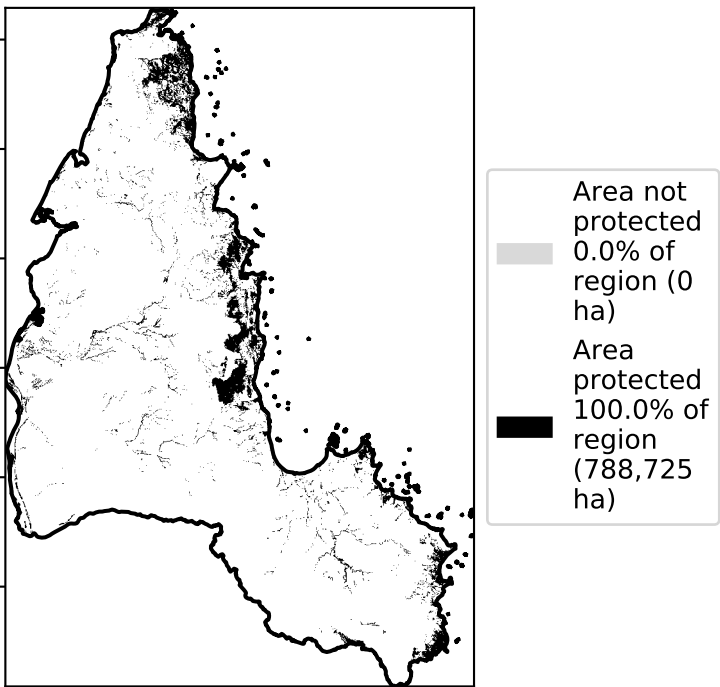 Area not
protected
0.0% of
region (0
ha)
Area
protected
100.0% of
region
(788,725
ha)